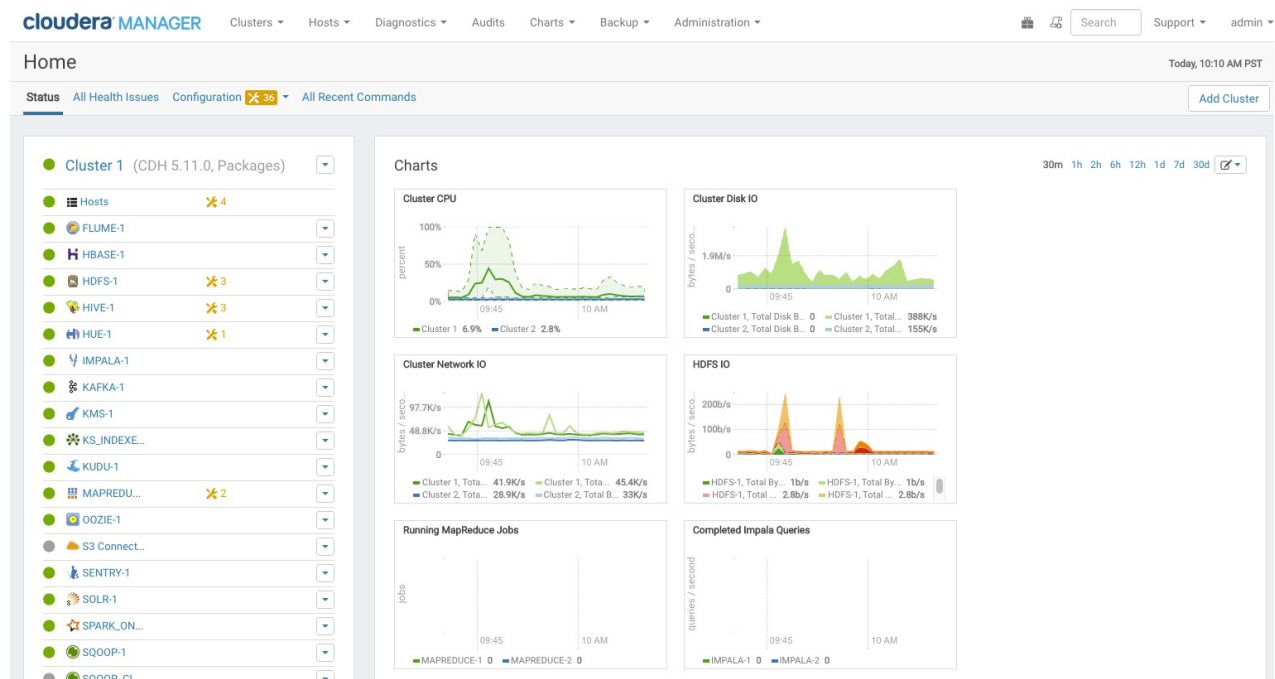 cloudera MANAGER Clusters Hosts Diagnostics Audits Charts Backup Administration Search Support admin
Home
Today, 10:10 AM PST
Status All Health Issues Configuration 36 All Recent Commands
Add Cluster
Cluster 1 (CDH 5.11.0, Packages)
Hosts 4
FLUME-1
HBASE-1
HDFS-1 3
HIVE-1 3
HUE-1 1
IMPALA-1
KAFKA-1
KMS-1
KS_INDEXE...
KUDU-1
MAPREDU... 2
OOZIE-1
S3 Connect...
SENTRY-1
SOLR-1
SPARK_ON...
SQOOP-1
SQOOP_CL...
Charts
30m 1h 2h 6h 12h 1d 7d 30d
Cluster CPU
percent
100%
50%
0%
09:45 10 AM
Cluster 1 6.9% Cluster 2 2.8%
Cluster Disk IO
bytes / seco...
1.9M/s
0
09:45 10 AM
Cluster 1, Total Disk B... 0 Cluster 1, Total... 388K/s
Cluster 2, Total Disk B... 0 Cluster 2, Total... 155K/s
Cluster Network IO
bytes / seco...
97.7K/s
48.8K/s
0
09:45 10 AM
Cluster 1, Tota... 41.9K/s Cluster 1, Tota... 45.4K/s
Cluster 2, Total... 28.9K/s Cluster 2, Total B... 33K/s
HDFS IO
bytes / seco...
200b/s
100b/s
0
09:45 10 AM
HDFS-1, Total By... 1b/s HDFS-1, Total By... 1b/s
HDFS-1, Total ... 2.8b/s HDFS-1, Total ... 2.8b/s
Running MapReduce Jobs
jobs
09:45 10 AM
MAPREDUCE-1 0 MAPREDUCE-2 0
Completed Impala Queries
queries / second
09:45 10 AM
IMPALA-1 0 IMPALA-2 0